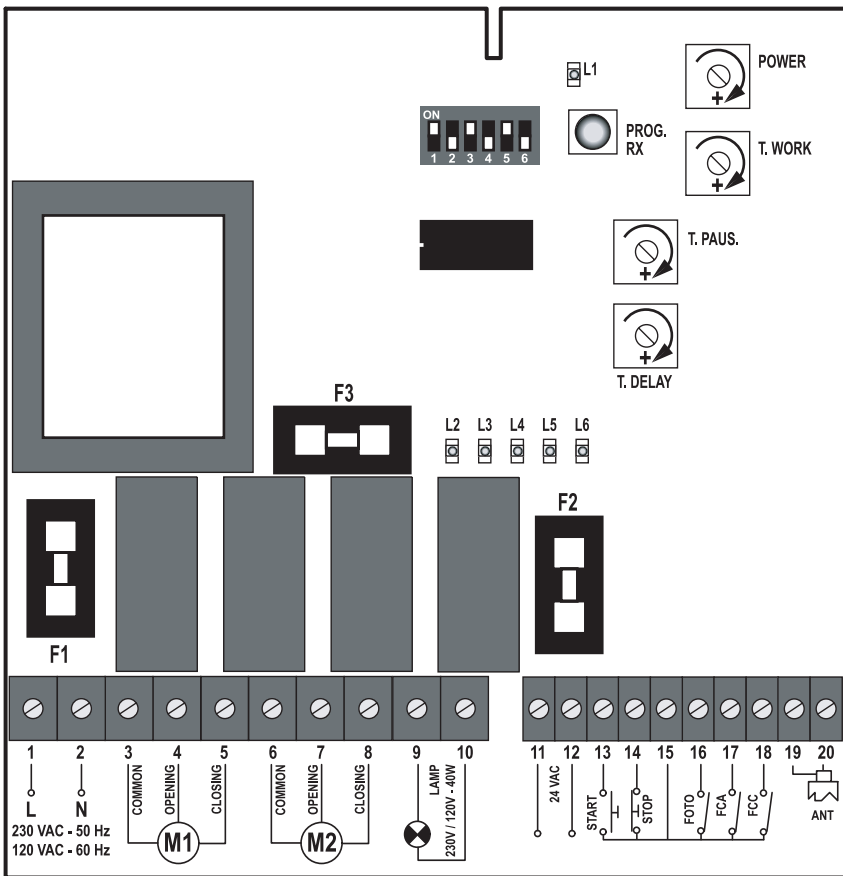 L1
POWER
ON
1 2 3 4 5 6
PROG.
RX
T. WORK
T. PAUS.
T. DELAY
F3
L2 L3 L4 L5 L6
F1
F2
1 2 3 4 5 6 7 8 9 10
11 12 13 14 15 16 17 18 19 20
L N
230 VAC - 50 Hz
120 VAC - 60 Hz
COMMON
OPENING
CLOSING
M1
COMMON
OPENING
CLOSING
M2
LAMP
230V / 120V - 40W
24 VAC
START
STOP
FOTO
FCA
FCC
ANT
+
+
+
+